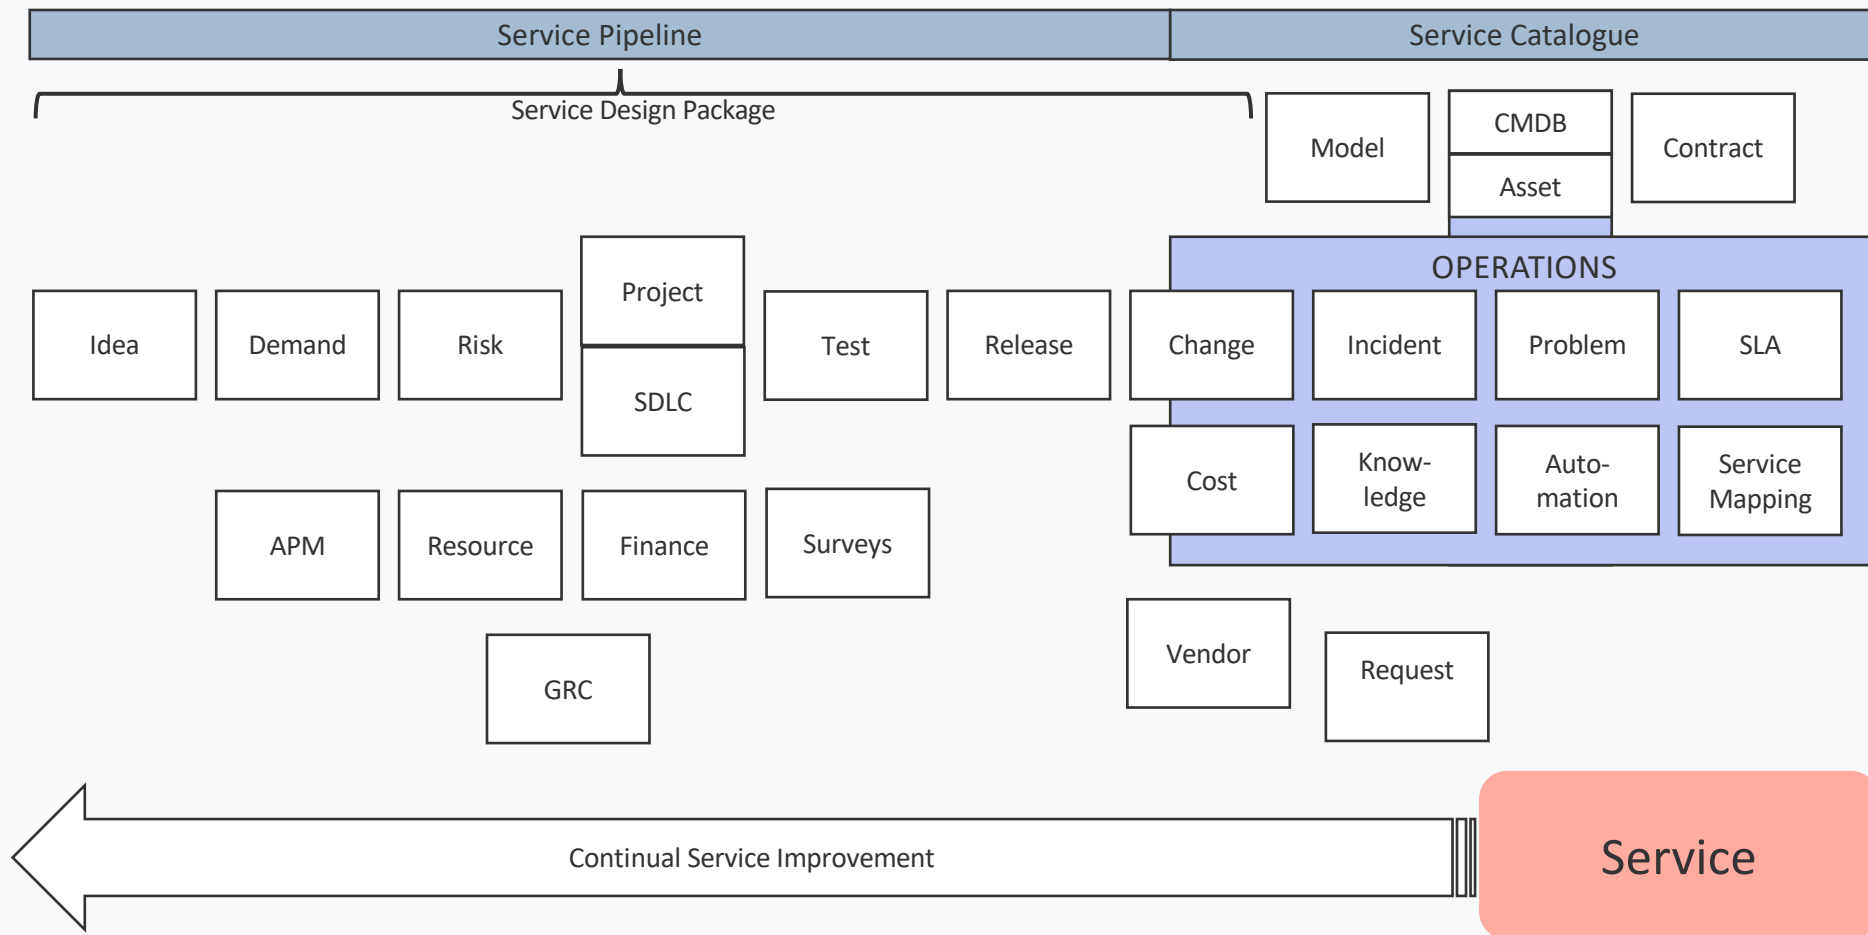 Service Pipeline
Service Catalogue
Service Design Package
Model
CMDB
Asset
Contract
OPERATIONS
Idea
Demand
Risk
Project
SDLC
Test
Release
Change
Incident
Problem
SLA
Cost
Know-
ledge
Auto-
mation
Service
Mapping
APM
Resource
Finance
Surveys
GRC
Vendor
Request
Continual Service Improvement
Service